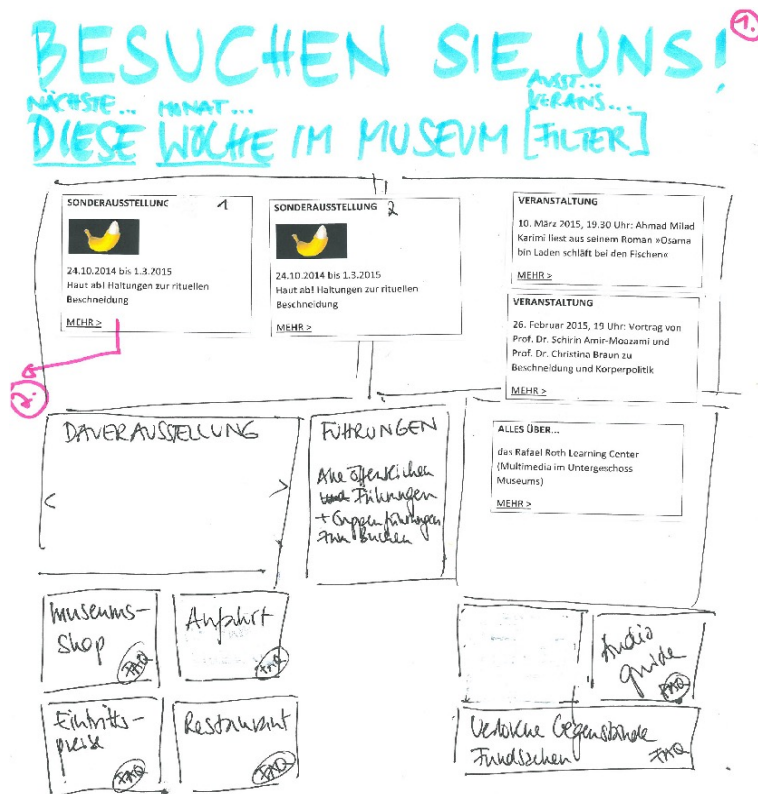 1.
BESUCHEN SIE UNS!
NÄCHSTE... MONAT... AUSST...
VERANS...
DIESE WOCHE IM MUSEUM [FILTER]
SONDERAUSSTELLUNG 1
24.10.2014 bis 1.3.2015
Haut ab! Haltungen zur rituellen
Beschneidung
MEHR >
SONDERAUSSTELLUNG 2
24.10.2014 bis 1.3.2015
Haut ab! Haltungen zur rituellen
Beschneidung
MEHR >
VERANSTALTUNG
10. März 2015, 19.30 Uhr: Ahmad Milad
Karimi liest aus seinem Roman »Osama
bin Laden schläft bei den Fischen«
MEHR >
VERANSTALTUNG
26. Februar 2015, 19 Uhr: Vortrag von
Prof. Dr. Schirin Amir-Moazami und
Prof. Dr. Christina Braun zu
Beschneidung und Korperpolitik
MEHR >
2.
DAUERAUSSTELLUNG
< >
FÜHRUNGEN
Alle öffentlichen
Führungen
+ Gruppenführungen
zum Buchen
ALLES ÜBER...
das Rafael Roth Learning Center
(Multimedia im Untergeschoss
Museums)
MEHR >
Museums-
Shop
FAQ
Anfahrt
FAQ
Audio
guide
FAQ
Eintritts-
preise
FAQ
Restaurant
FAQ
Verlorene Gegenstände
Fundsachen FAQ